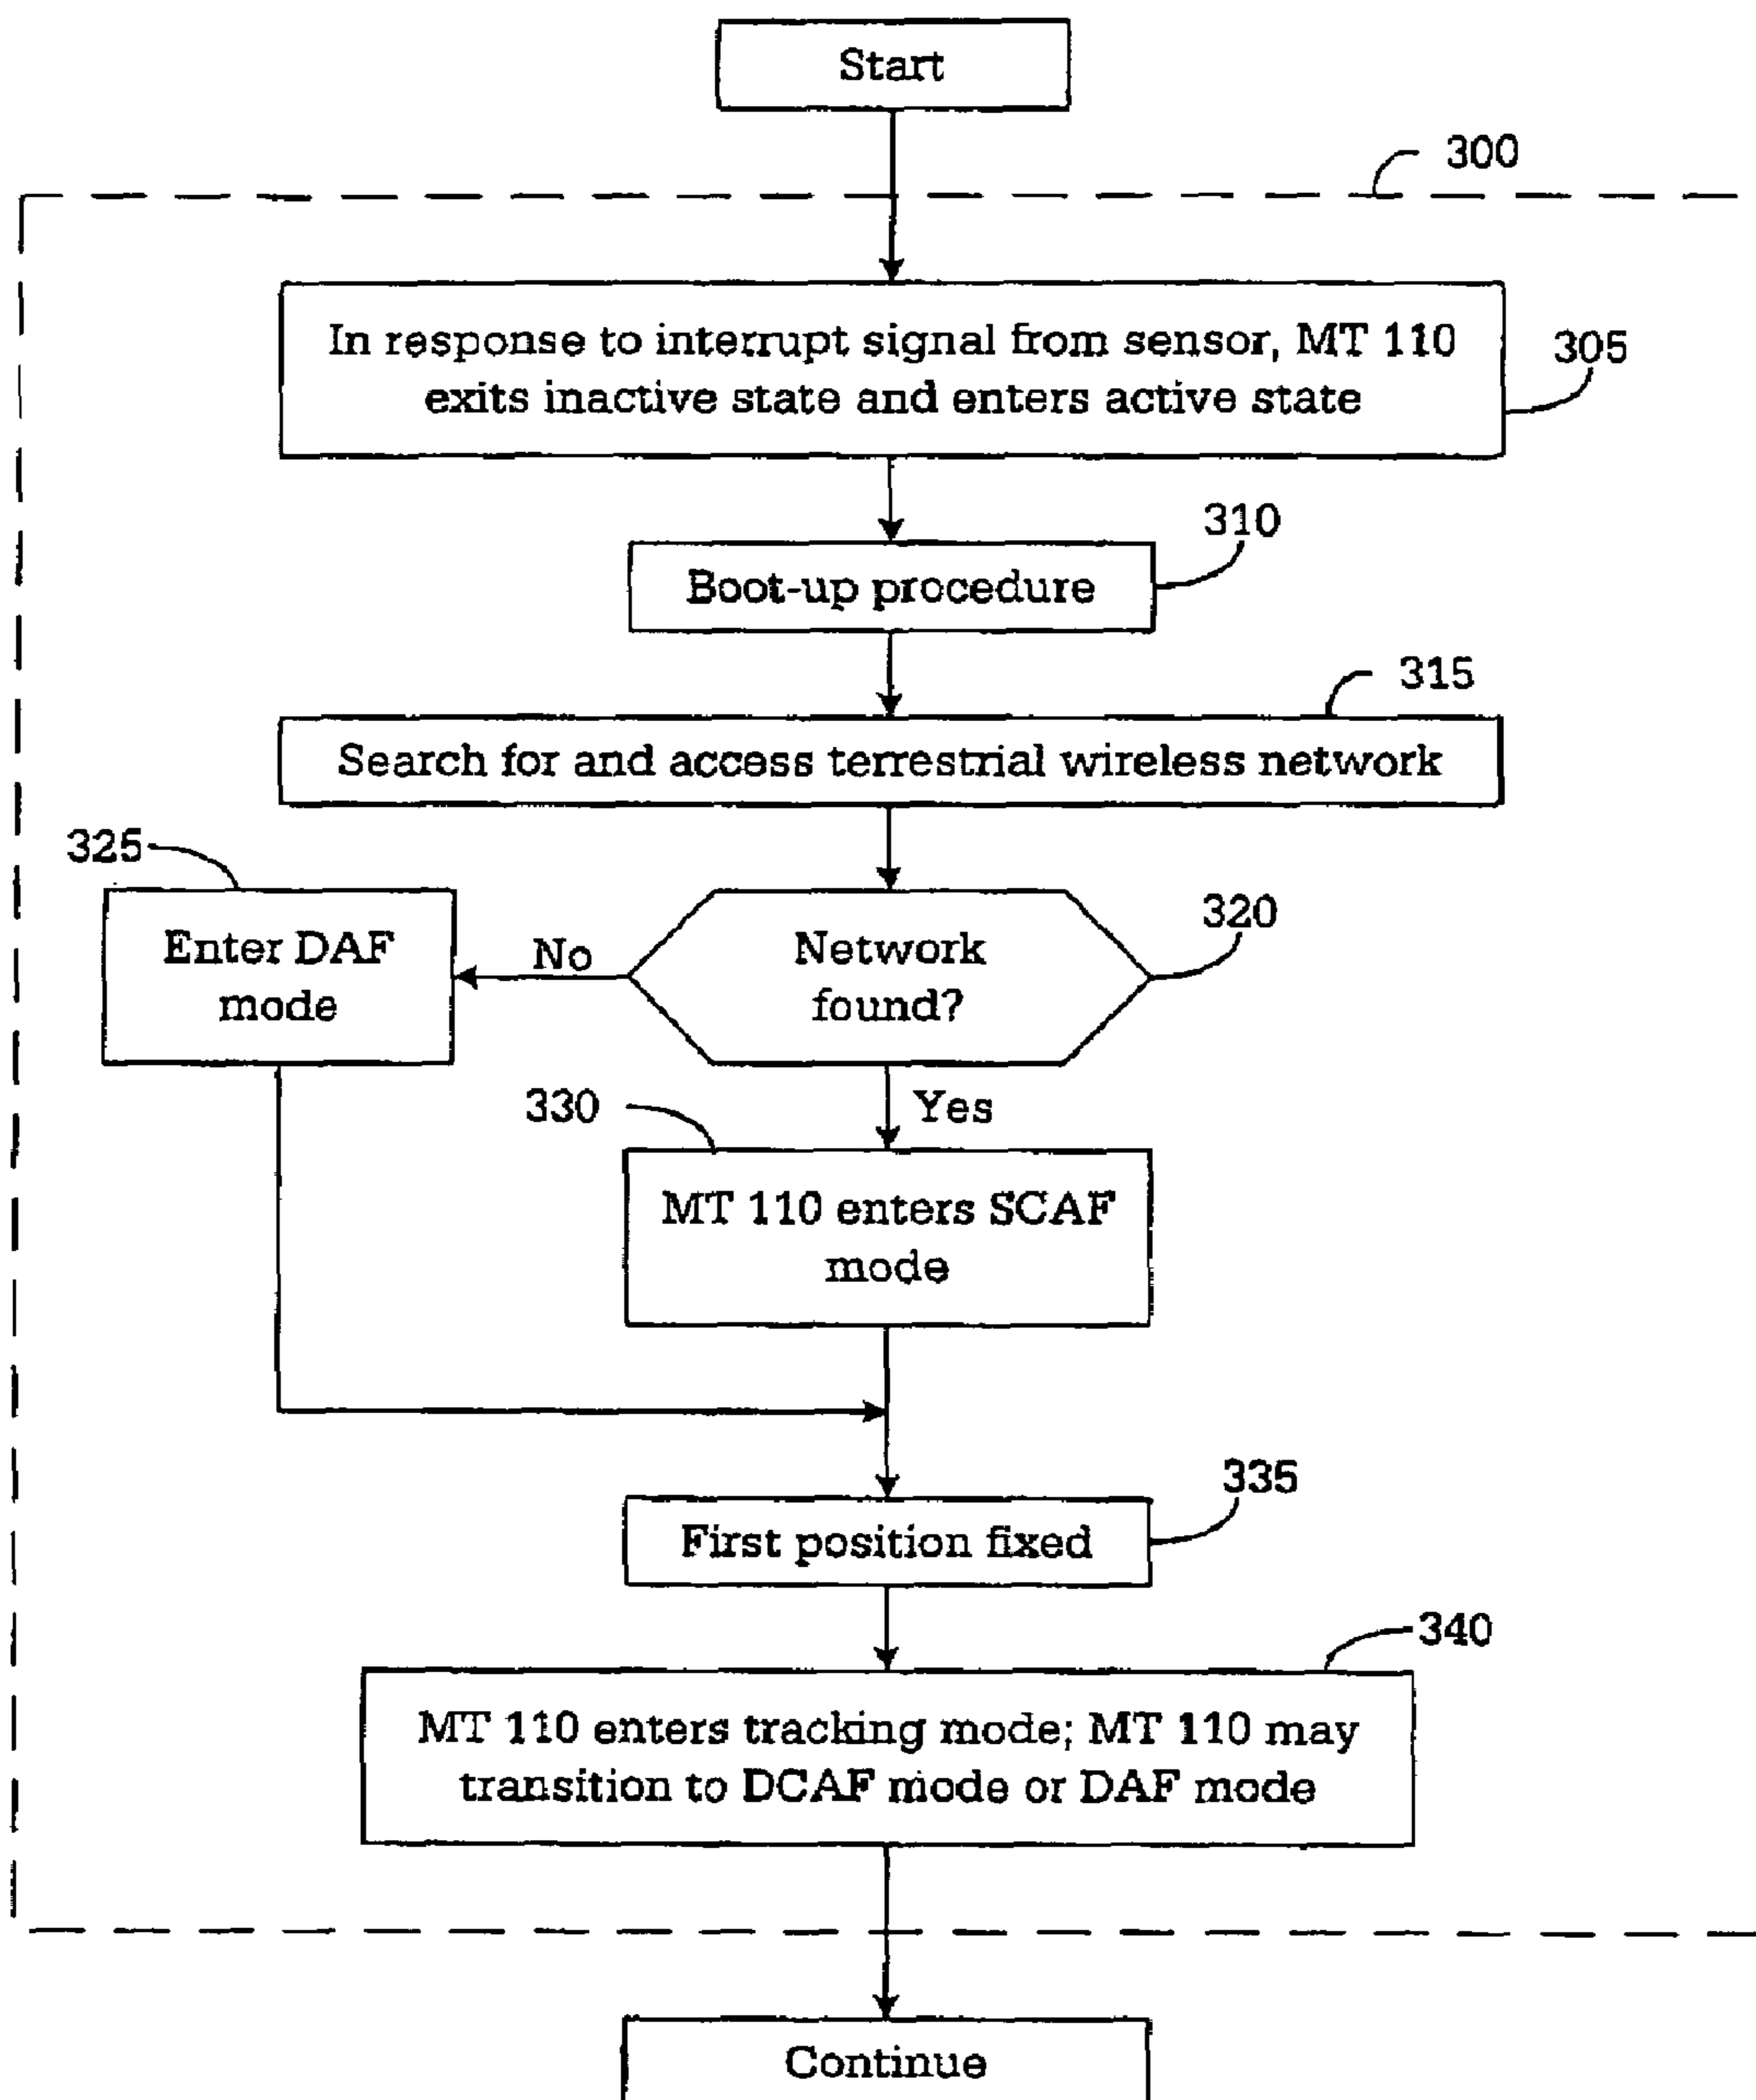 Start
300
In response to interrupt signal from sensor, MT 110
exits inactive state and enters active state
305
310
Boot-up procedure
315
Search for and access terrestrial wireless network
325
Enter DAF
mode
No
Network
found?
320
330
Yes
MT 110 enters SCAF
mode
335
First position fixed
340
MT 110 enters tracking mode; MT 110 may
transition to DCAF mode or DAF mode
Continue